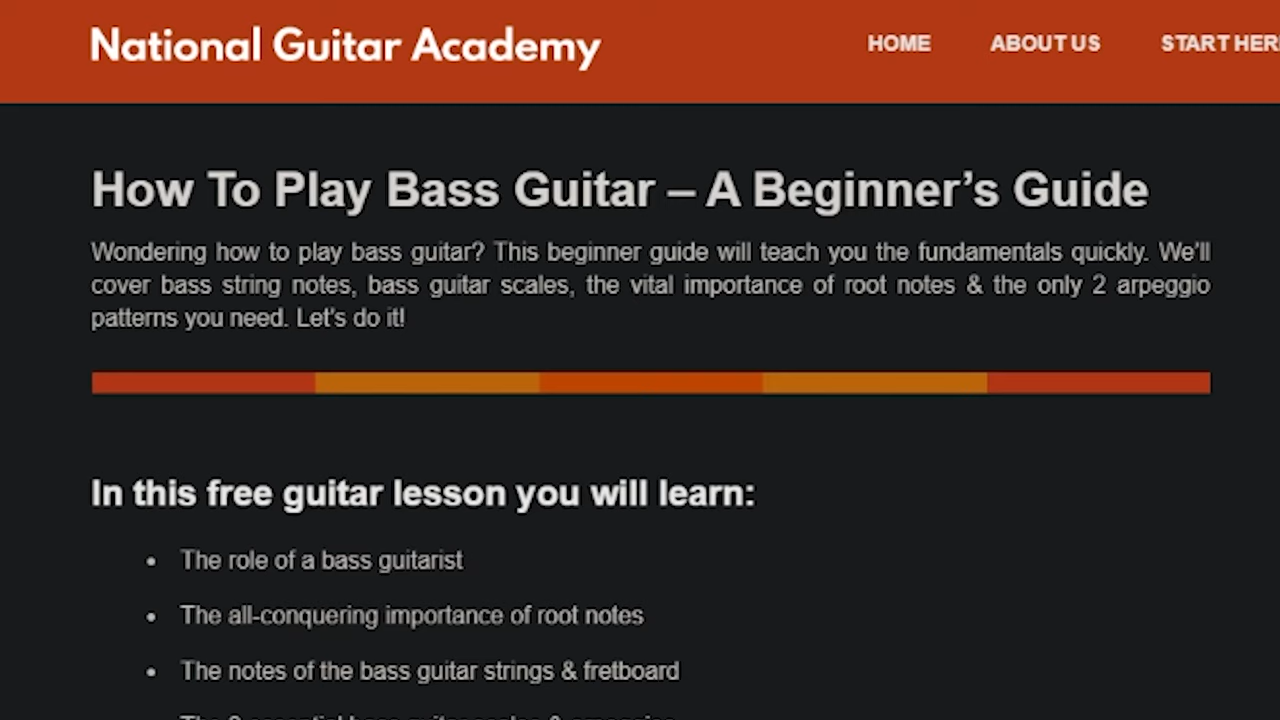 National Guitar Academy
HOME ABOUT US START HER
How To Play Bass Guitar – A Beginner’s Guide
Wondering how to play bass guitar? This beginner guide will teach you the fundamentals quickly. We'll
cover bass string notes, bass guitar scales, the vital importance of root notes & the only 2 arpeggio
patterns you need. Let's do it!
In this free guitar lesson you will learn:
• The role of a bass guitarist
• The all-conquering importance of root notes
• The notes of the bass guitar strings & fretboard